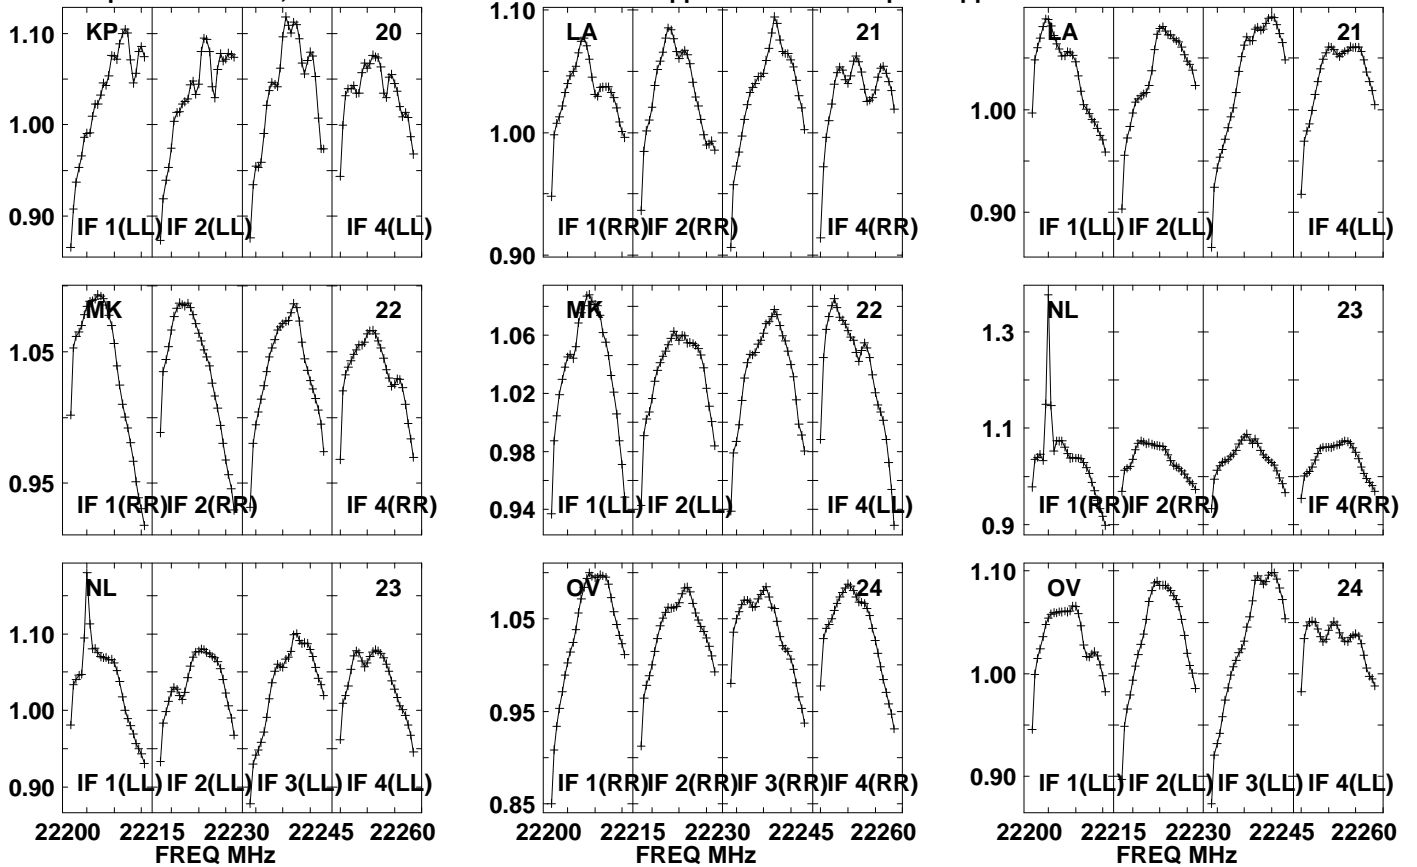 KP 20
1.10
1.00
0.90
IF 1(LL) IF 2(LL) IF 4(LL)
LA 21
1.10
1.00
0.90
IF 1(RR) IF 2(RR) IF 4(RR)
LA 21
1.00
0.90
IF 1(LL) IF 2(LL) IF 4(LL)
MK 22
1.05
0.95
IF 1(RR) IF 2(RR) IF 4(RR)
MK 22
1.06
1.02
0.98
0.94
IF 1(LL) IF 2(LL) IF 4(LL)
NL 23
1.3
1.1
0.9
IF 1(RR) IF 2(RR) IF 4(RR)
NL 23
1.10
1.00
0.90
IF 1(LL) IF 2(LL) IF 3(LL) IF 4(LL)
22200 22215 22230 22245 22260
FREQ MHz
OV 24
1.05
0.95
0.85
IF 1(RR) IF 2(RR) IF 3(RR) IF 4(RR)
22200 22215 22230 22245 22260
FREQ MHz
OV 24
1.10
1.00
0.90
IF 1(LL) IF 2(LL) IF 3(LL) IF 4(LL)
22200 22215 22230 22245 22260
FREQ MHz